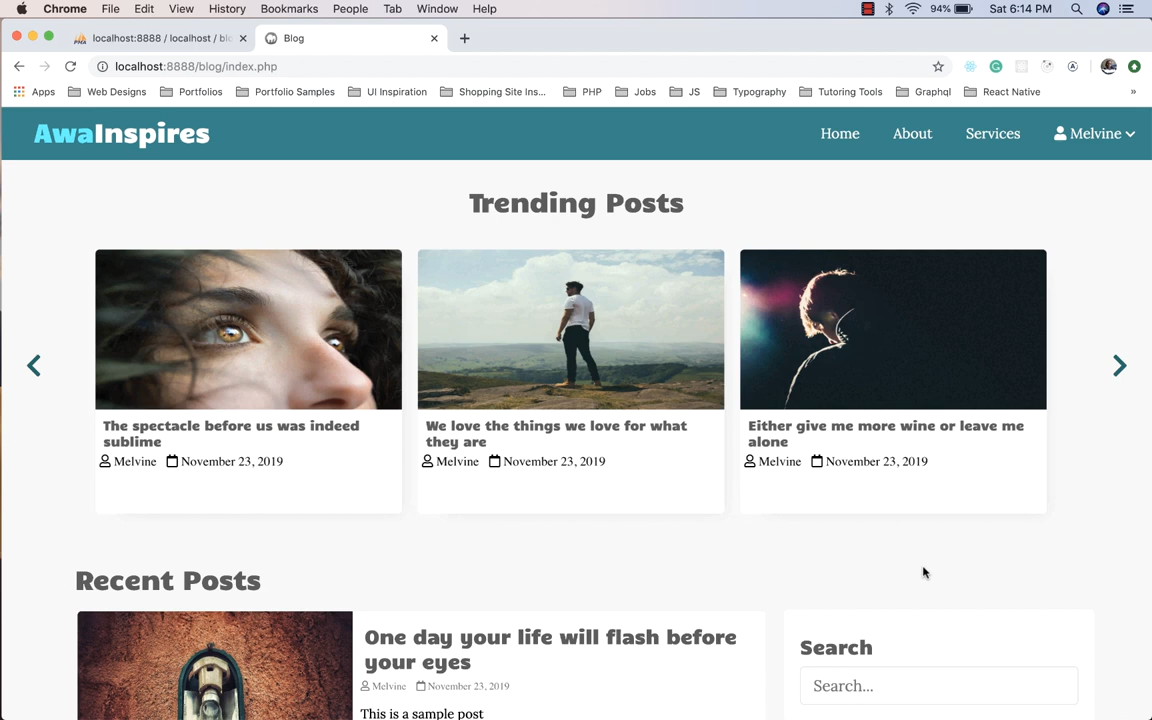 Chrome File Edit View History Bookmarks People Tab Window Help 94% Sat 6:14 PM
localhost:8888 / localhost / blo Blog
localhost:8888/blog/index.php
Apps Web Designs Portfolios Portfolio Samples UI Inspiration Shopping Site Ins... PHP Jobs JS Typography Tutoring Tools Graphql React Native »
AwaInspires Home About Services Melvine
Trending Posts
The spectacle before us was indeed
sublime
Melvine November 23, 2019
We love the things we love for what
they are
Melvine November 23, 2019
Either give me more wine or leave me
alone
Melvine November 23, 2019
Recent Posts
One day your life will flash before
your eyes
Melvine November 23, 2019
This is a sample post
Search
Search...